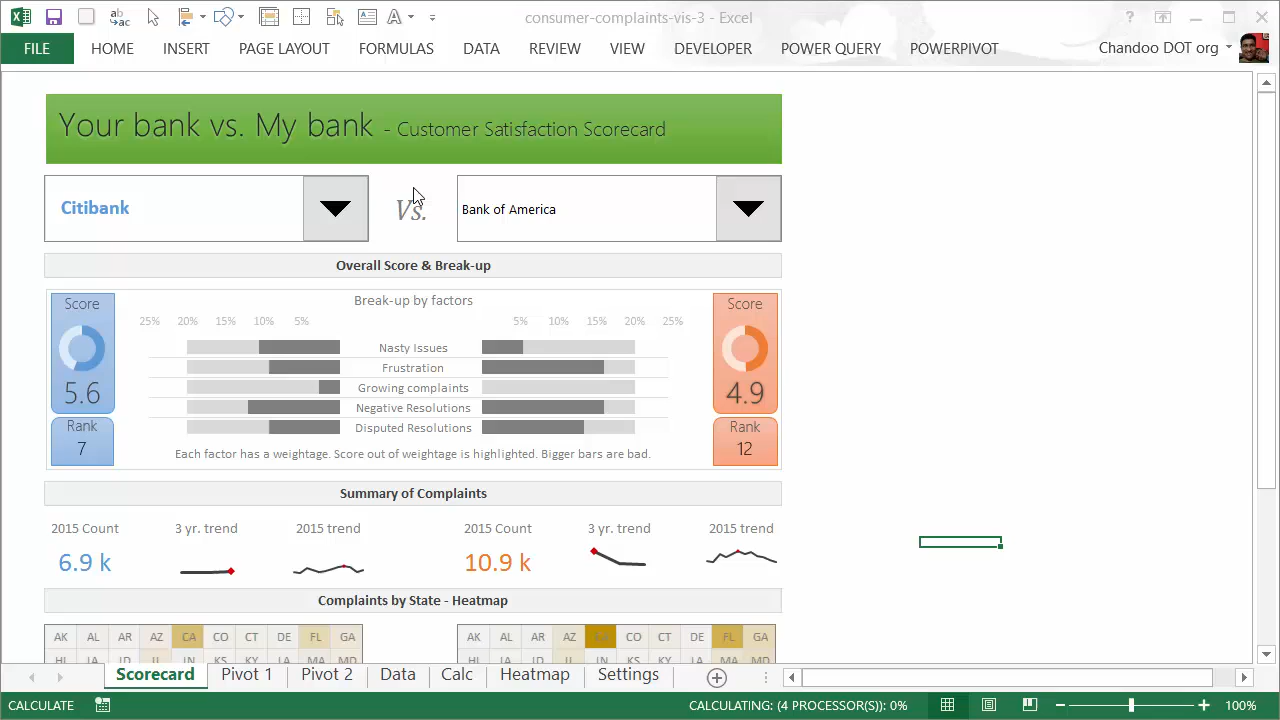 consumer-complaints-vis-3 - Excel
FILE HOME INSERT PAGE LAYOUT FORMULAS DATA REVIEW VIEW DEVELOPER POWER QUERY POWERPIVOT Chandoo DOT org
Your bank vs. My bank - Customer Satisfaction Scorecard
Citibank Vs. Bank of America
Overall Score & Break-up
Score Break-up by factors Score
25% 20% 15% 10% 5% 5% 10% 15% 20% 25%
Nasty Issues
Frustration
5.6 Growing complaints 4.9
Negative Resolutions
Rank Disputed Resolutions Rank
7 Each factor has a weightage. Score out of weightage is highlighted. Bigger bars are bad. 12
Summary of Complaints
2015 Count 3 yr. trend 2015 trend 2015 Count 3 yr. trend 2015 trend
6.9 k 10.9 k
Complaints by State - Heatmap
AK AL AR AZ CA CO CT DE FL GA AK AL AR AZ CO CT DE FL GA
Scorecard Pivot 1 Pivot 2 Data Calc Heatmap Settings
CALCULATE CALCULATING: (4 PROCESSOR(S)): 0% 100%